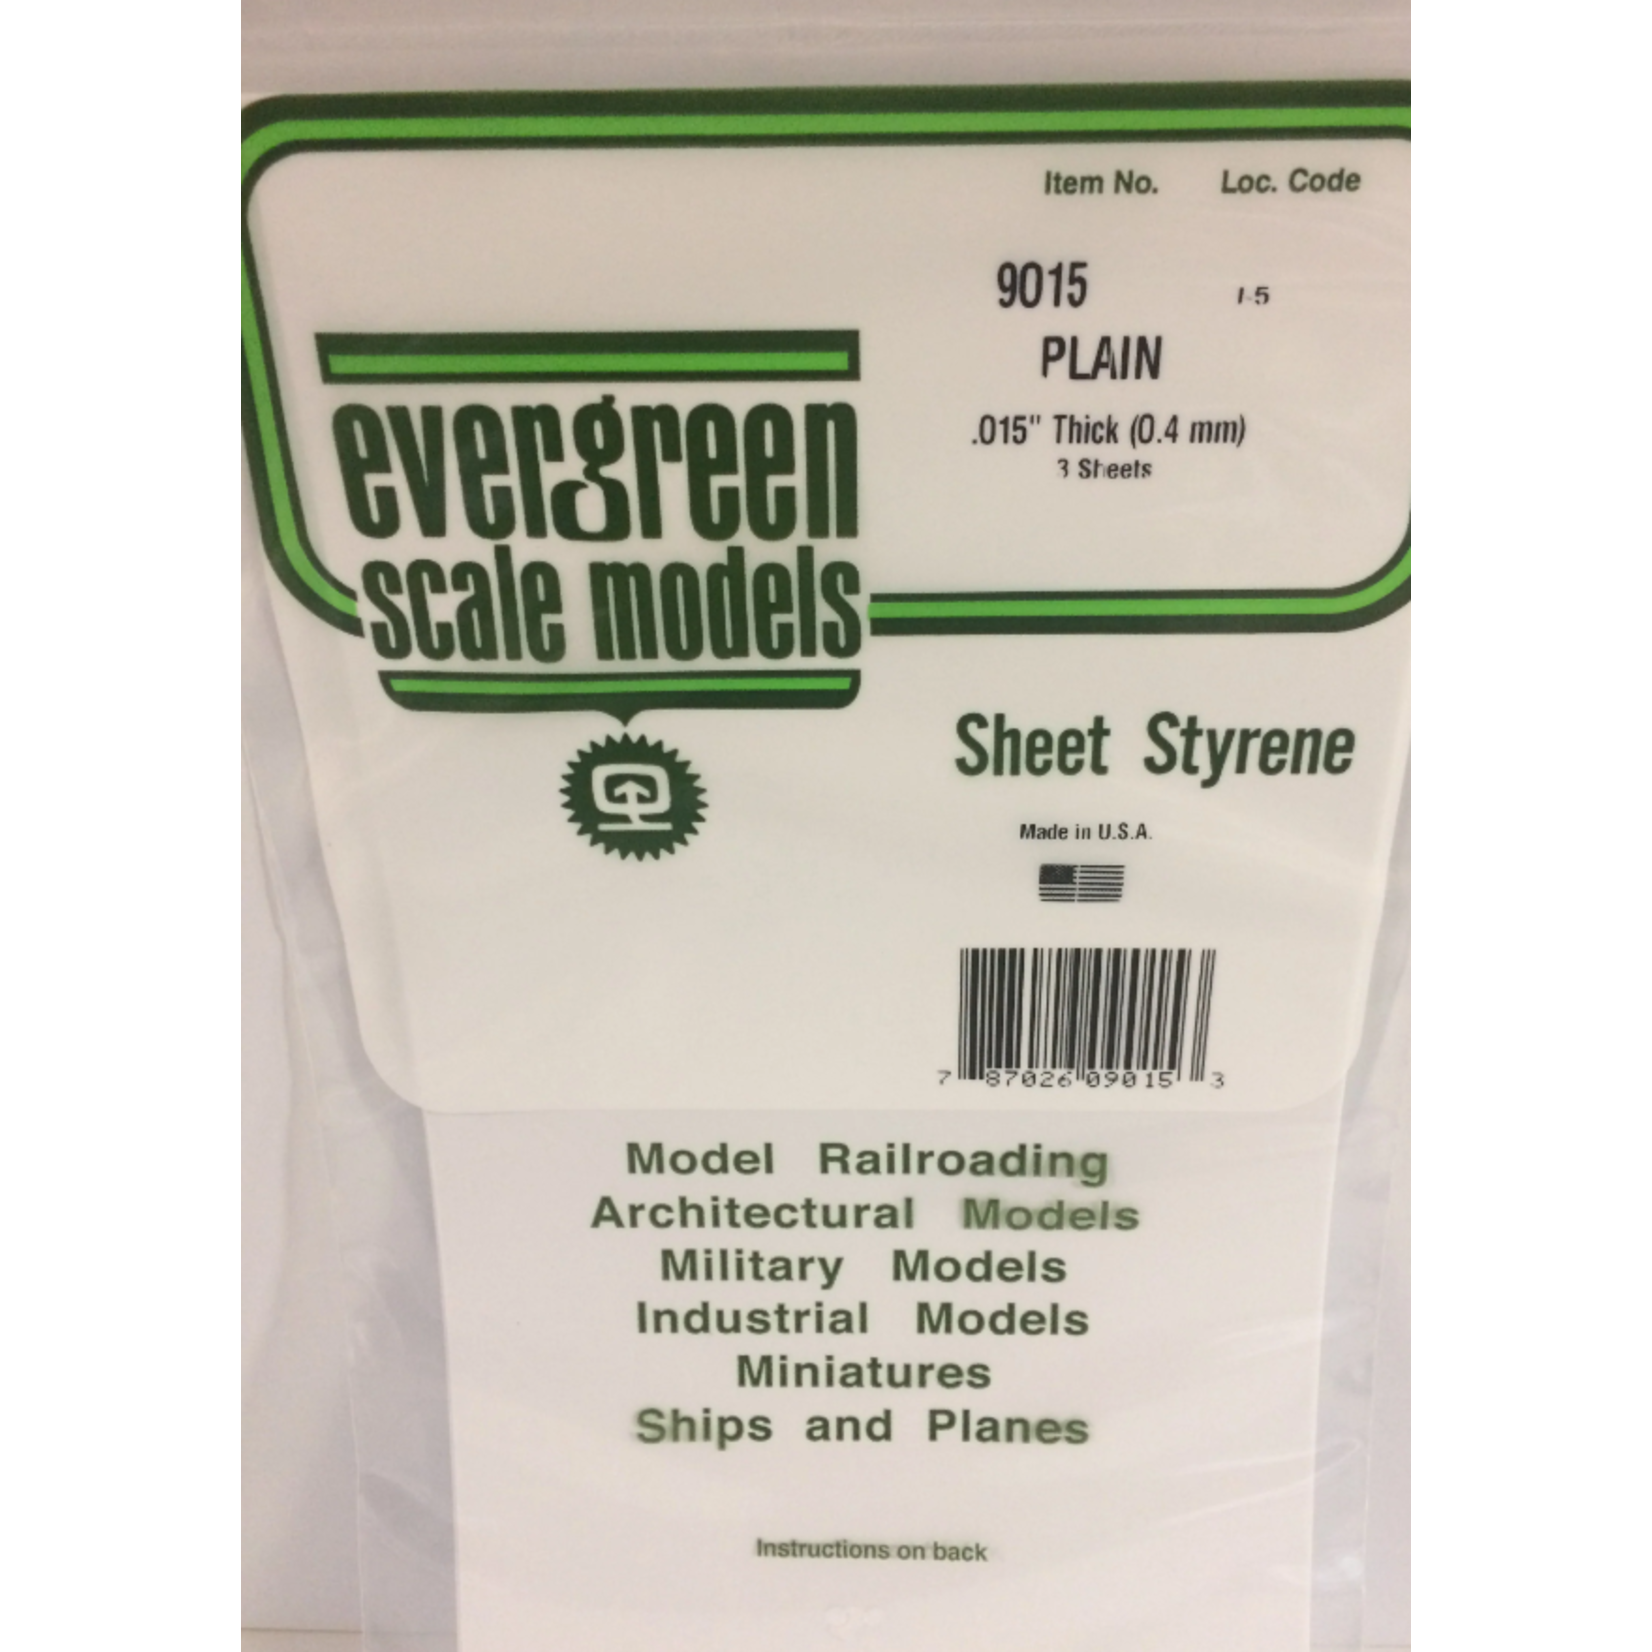 Item No. Loc. Code
9015
PLAIN
.015" Thick (0.4 mm)
3 Sheets
evergreen
scale models
Sheet Styrene
Made in U.S.A.
7 87026 09015 3
Model Railroading
Architectural Models
Military Models
Industrial Models
Miniatures
Ships and Planes
Instructions on back